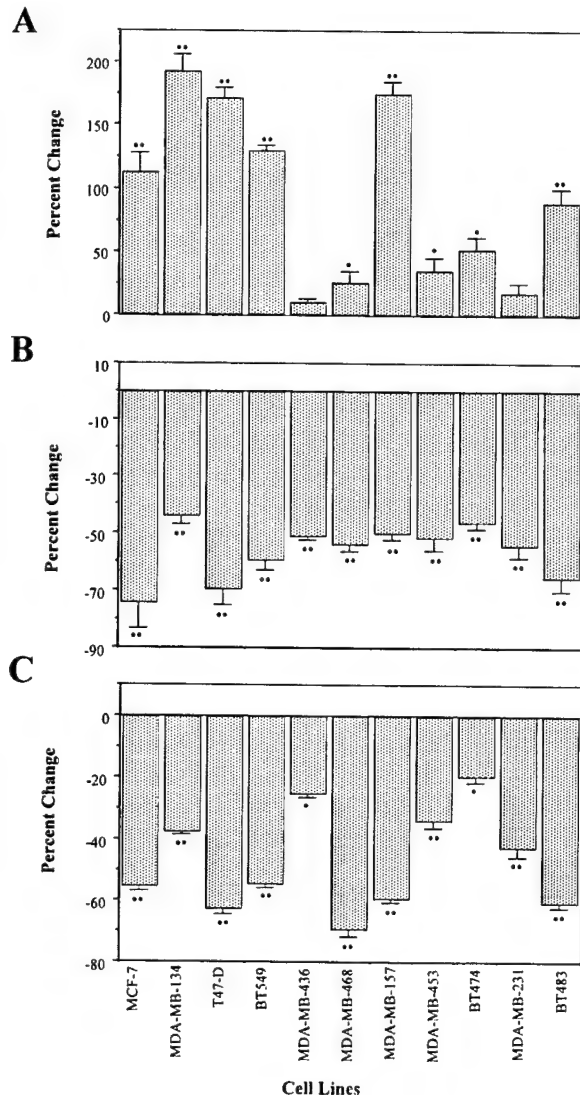 A
Percent Change
200
150
100
50
0
**
**
**
**
*
**
*
*
**
B
Percent Change
10
-10
-30
-50
-70
-90
**
**
**
**
**
**
**
**
**
**
**
C
Percent Change
0
-20
-40
-60
-80
**
**
**
**
*
**
**
**
*
**
**
MCF-7
MDA-MB-134
T47-D
BT549
MDA-MB-436
MDA-MB-468
MDA-MB-157
MDA-MB-453
BT474
MDA-MB-231
BT483
Cell Lines